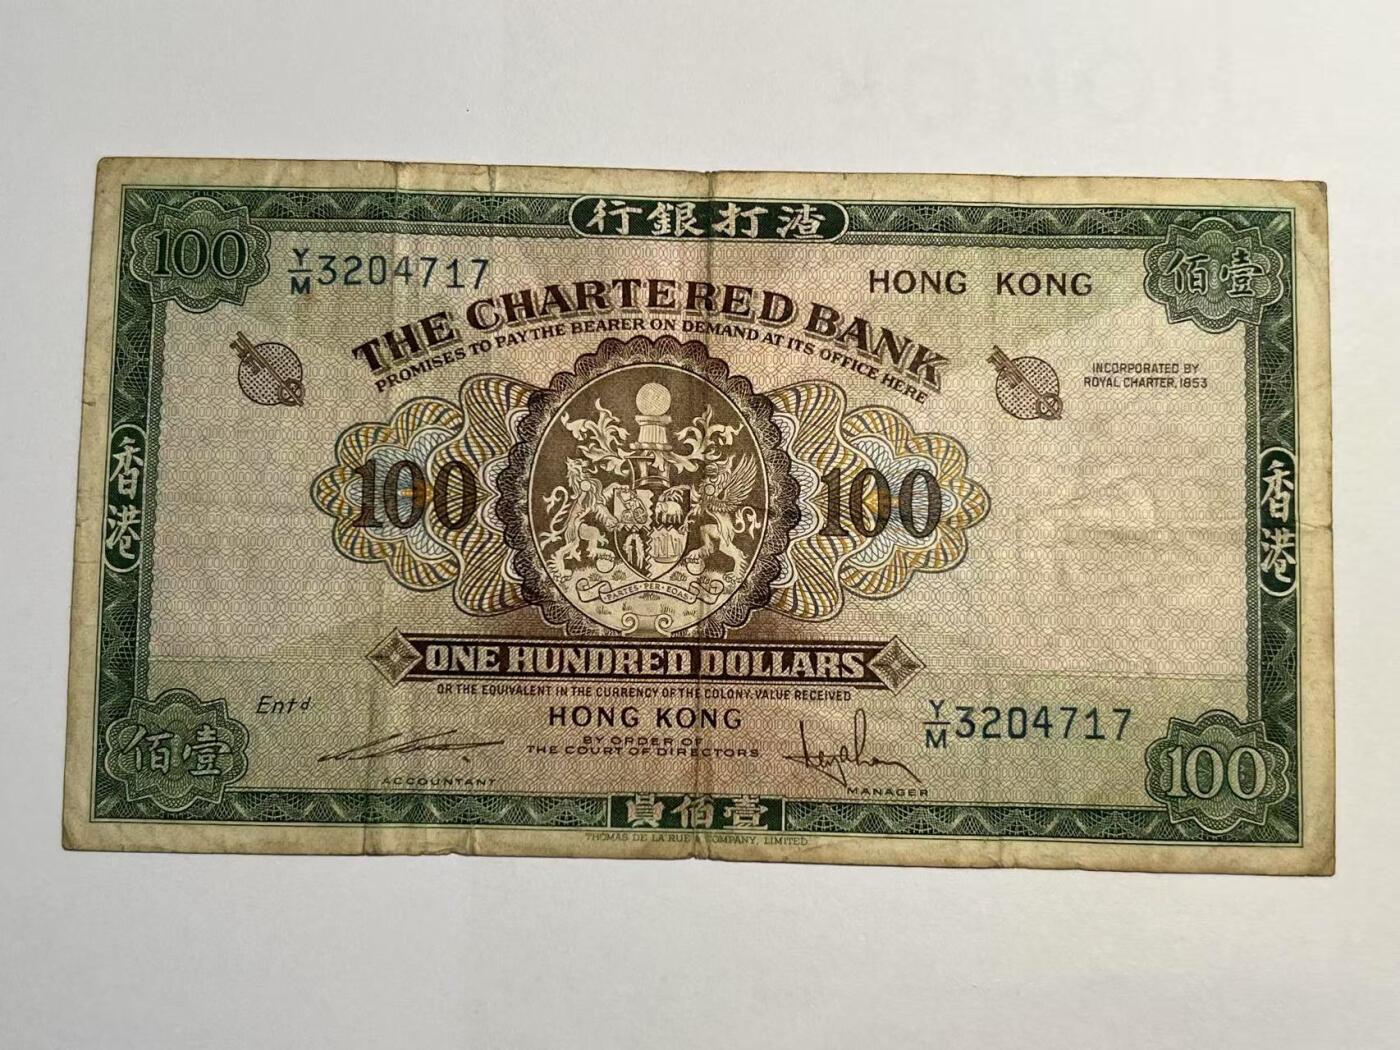 行銀打渣
100
Y/M 3204717
HONG KONG
佰壹
THE CHARTERED BANK
PROMISES TO PAY THE BEARER ON DEMAND AT ITS OFFICE HERE
INCORPORATED BY
ROYAL CHARTER, 1853
香港
100
100
香港
PARTES·PER·EOAS
ONE HUNDRED DOLLARS
OR THE EQUIVALENT IN THE CURRENCY OF THE COLONY. VALUE RECEIVED
Entd
HONG KONG
Y/M 3204717
BY ORDER OF
THE COURT OF DIRECTORS
佰壹
ACCOUNTANT
MANAGER
100
員佰壹
THOMAS DE LA RUE & COMPANY, LIMITED